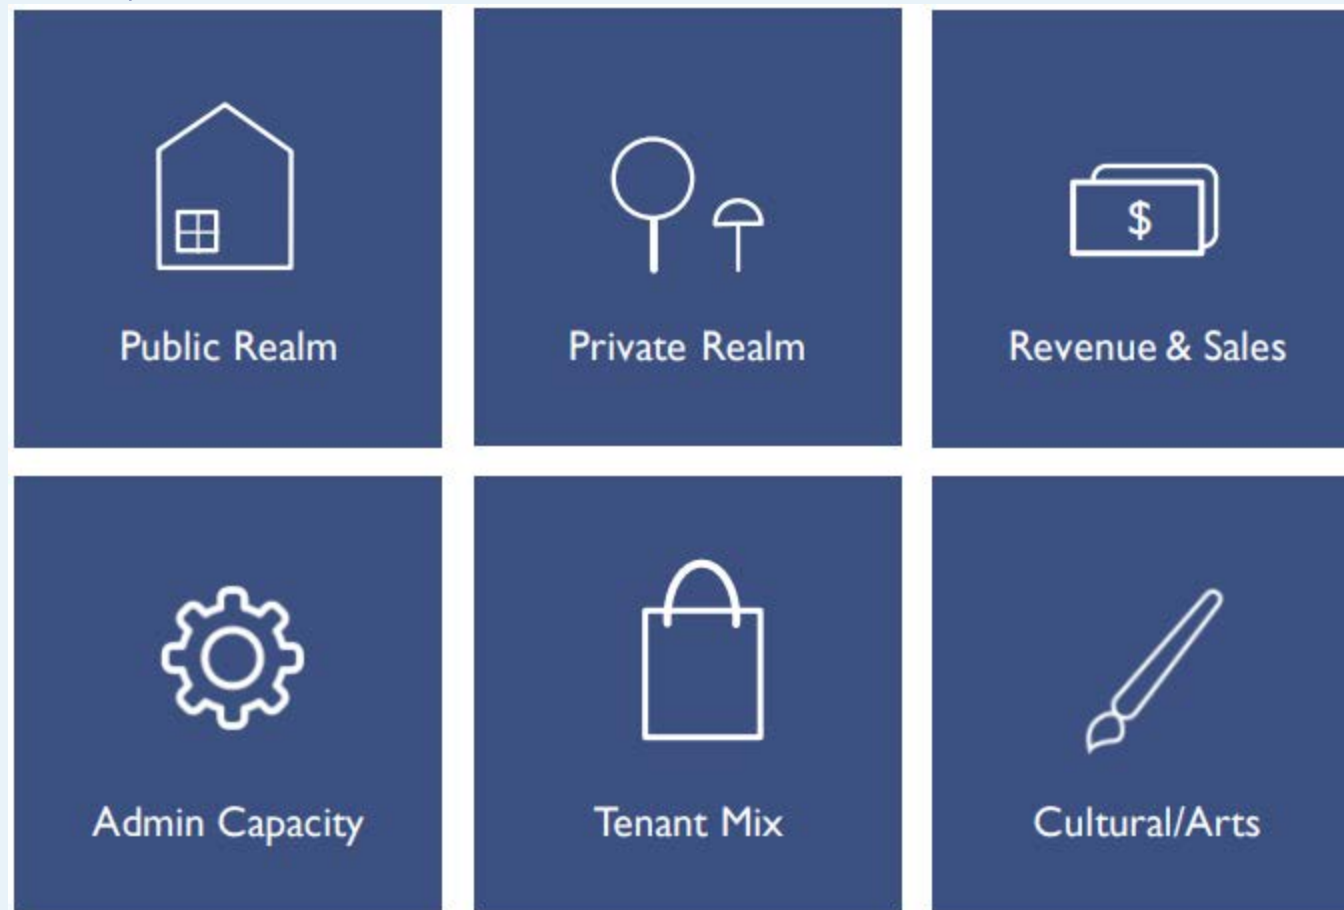 Public Realm
Private Realm
$
Revenue & Sales
Admin Capacity
Tenant Mix
Cultural/Arts